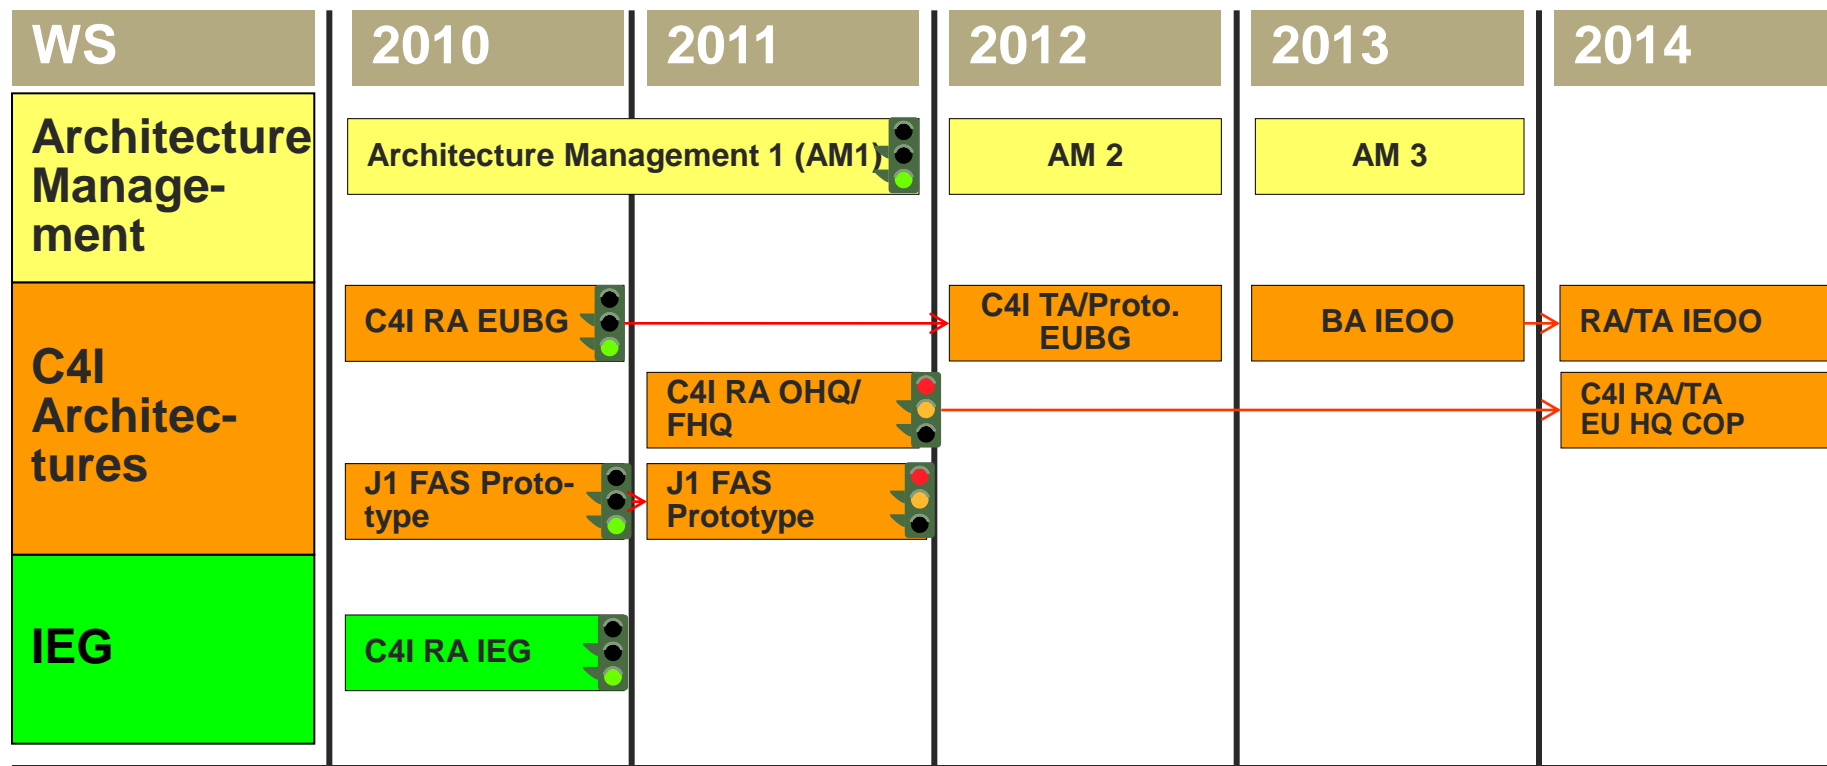 WS
2010
2011
2012
2013
2014
Architecture
Manage-
ment
Architecture Management 1 (AM1)
AM 2
AM 3
C4I
Architec-
tures
C4I RA EUBG
C4I TA/Proto.
EUBG
BA IEOO
RA/TA IEOO
C4I RA OHQ/
FHQ
C4I RA/TA
EU HQ COP
J1 FAS Proto-
type
J1 FAS
Prototype
IEG
C4I RA IEG